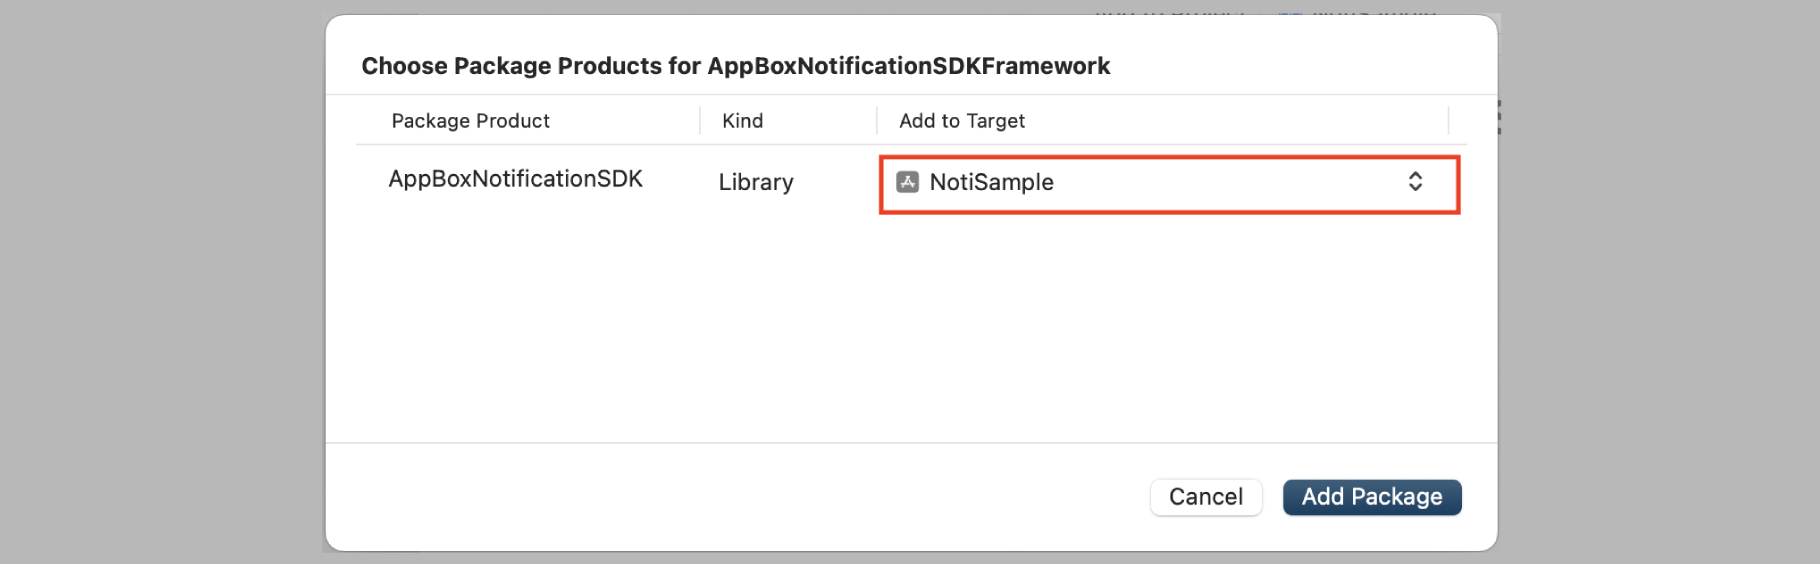 Choose Package Products for AppBoxNotificationSDKFramework
Package Product Kind Add to Target
AppBoxNotificationSDK Library NotiSample
Cancel Add Package